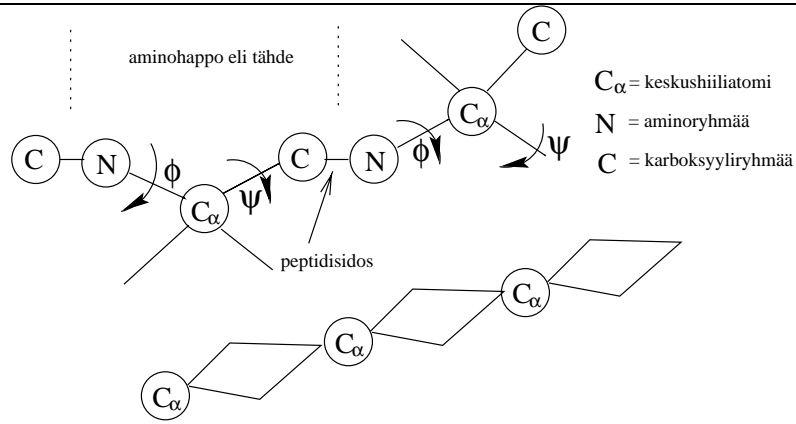 aminohappo eli tähde
C
Cα = keskushiiliatomi
N = aminoryhmää
C = karboksyyliryhmää
C N ϕ Cα ψ C N ϕ Cα ψ
peptidisidos
Cα
Cα
Cα